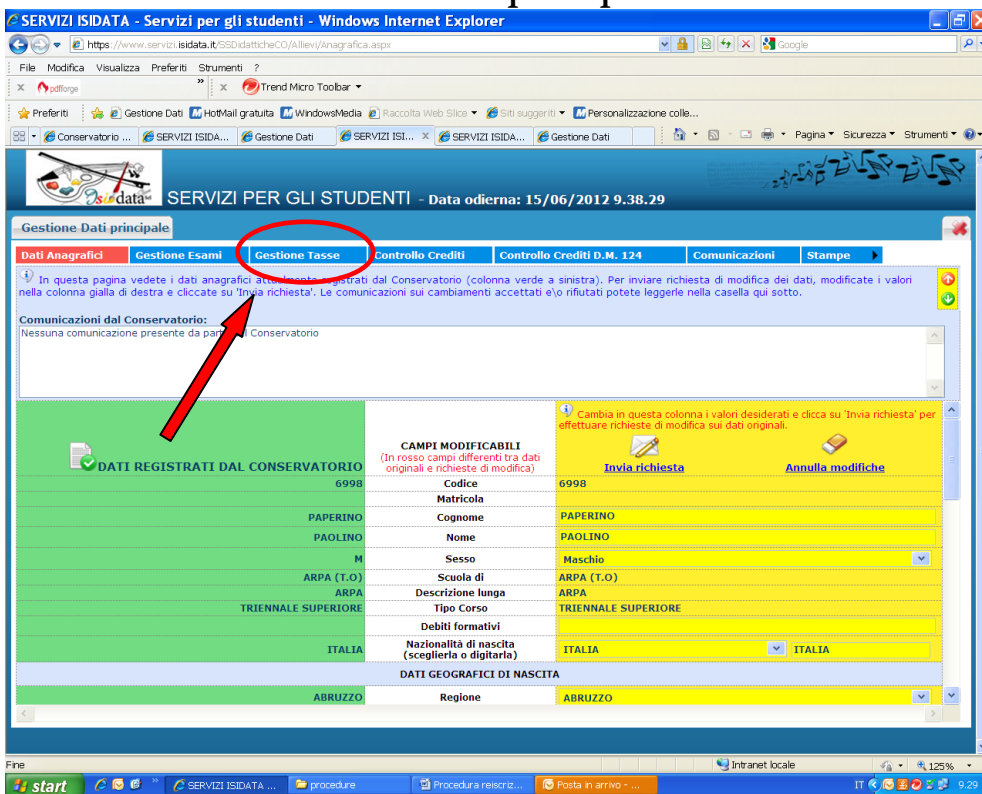 SERVIZI ISIDATA - Servizi per gli studenti - Windows Internet Explorer
https://www.servizi.isidata.it/SSDidatticheCO/Allievi/Anagrafica.aspx
Google
File Modifica Visualizza Preferiti Strumenti ?
x pdfforge » x Trend Micro Toolbar
Preferiti Gestione Dati HotMail gratuita WindowsMedia Raccolta Web Slice Siti suggeriti Personalizzazione colle...
Conservatorio ... SERVIZI ISIDA... Gestione Dati SERVIZI ISI... x SERVIZI ISIDA... Gestione Dati Pagina Sicurezza Strumenti
Isidata SERVIZI PER GLI STUDENTI - Data odierna: 15/06/2012 9.38.29
Gestione Dati principale
Dati Anagrafici Gestione Esami Gestione Tasse Controllo Crediti Controllo Crediti D.M. 124 Comunicazioni Stampe
In questa pagina vedete i dati anagrafici attualmente registrati dal Conservatorio (colonna verde a sinistra). Per inviare richiesta di modifica dei dati, modificate i valori
nella colonna gialla di destra e cliccate su 'Invia richiesta'. Le comunicazioni sui cambiamenti accettati e\o rifiutati potete leggerle nella casella qui sotto.
Comunicazioni dal Conservatorio:
Nessuna comunicazione presente da part l Conservatorio
DATI REGISTRATI DAL CONSERVATORIO
CAMPI MODIFICABILI
(In rosso campi differenti tra dati
originali e richieste di modifica)
Cambia in questa colonna i valori desiderati e clicca su 'Invia richiesta' per
effettuare richieste di modifica sui dati originali.
Invia richiesta Annulla modifiche
6998 Codice 6998
Matricola
PAPERINO Cognome PAPERINO
PAOLINO Nome PAOLINO
M Sesso Maschio
ARPA (T.O) Scuola di ARPA (T.O)
ARPA Descrizione lunga ARPA
TRIENNALE SUPERIORE Tipo Corso TRIENNALE SUPERIORE
Debiti formativi
ITALIA Nazionalità di nascita
(sceglierla o digitarla) ITALIA ITALIA
DATI GEOGRAFICI DI NASCITA
ABRUZZO Regione ABRUZZO
Fine Intranet locale 125%
start » SERVIZI ISIDATA ... procedure Procedura reiscriz... Posta in arrivo - ... IT 9.29